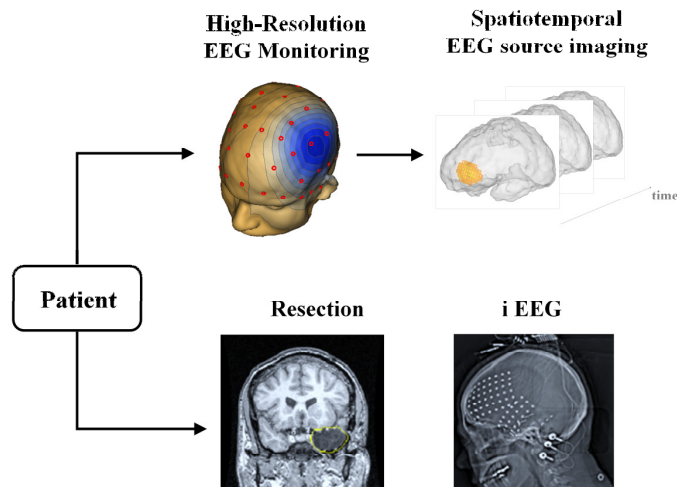 High-Resolution
EEG Monitoring
Spatiotemporal
EEG source imaging
time
Patient
Resection
i EEG